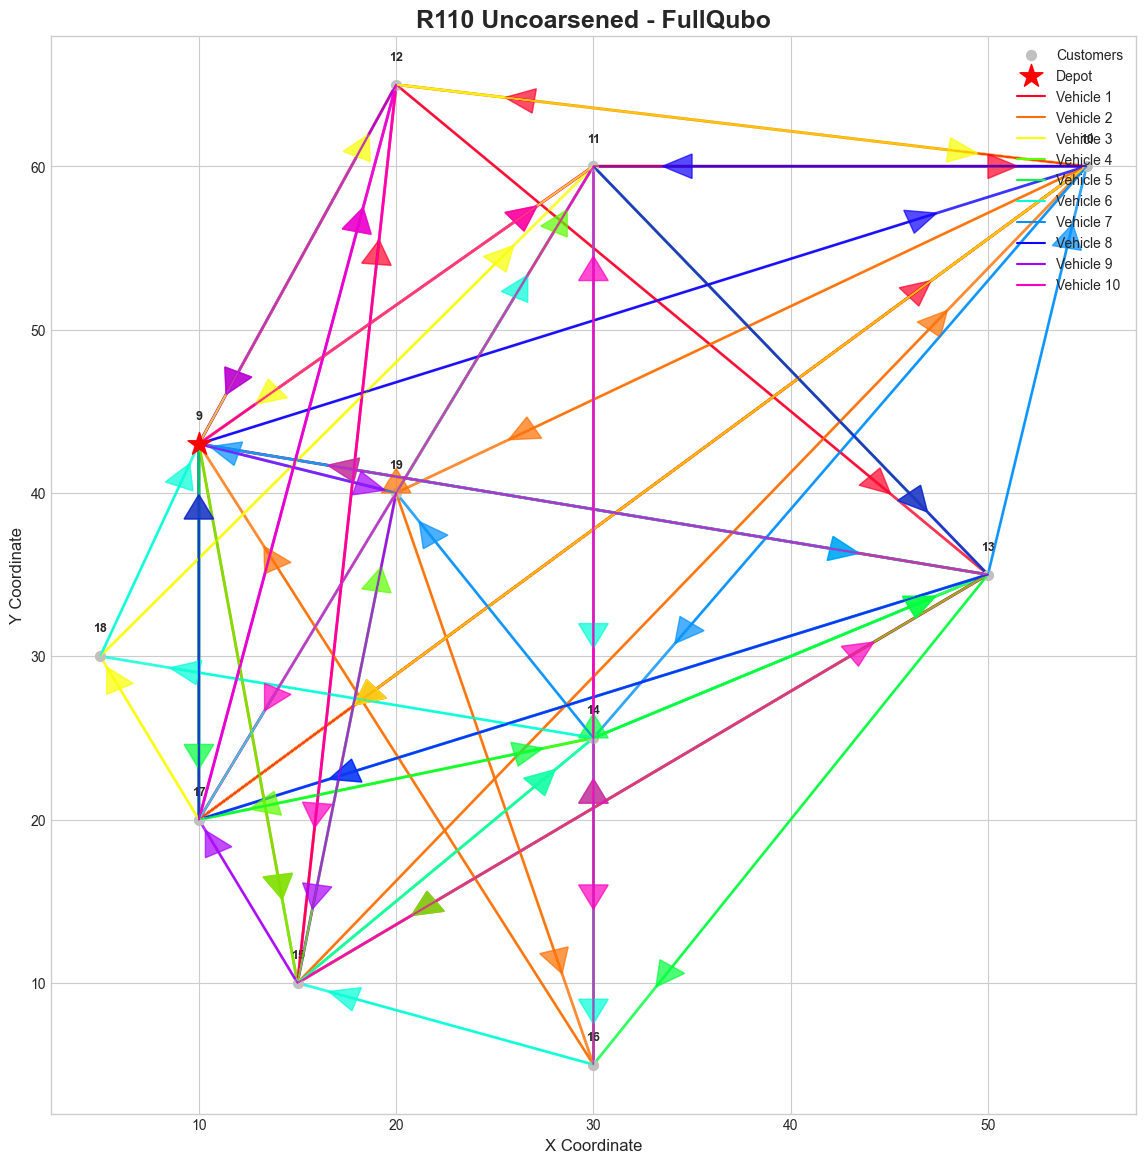 R110 Uncoarsened - FullQubo
12
Customers
Depot
Vehicle 1
Vehicle 2
Vehicle 3
Vehicle 4
Vehicle 5
Vehicle 6
Vehicle 7
Vehicle 8
Vehicle 9
Vehicle 10
11
10
60
50
9
19
40
13
18
30
14
17
20
15
10
16
Y Coordinate
10
20
30
40
50
X Coordinate